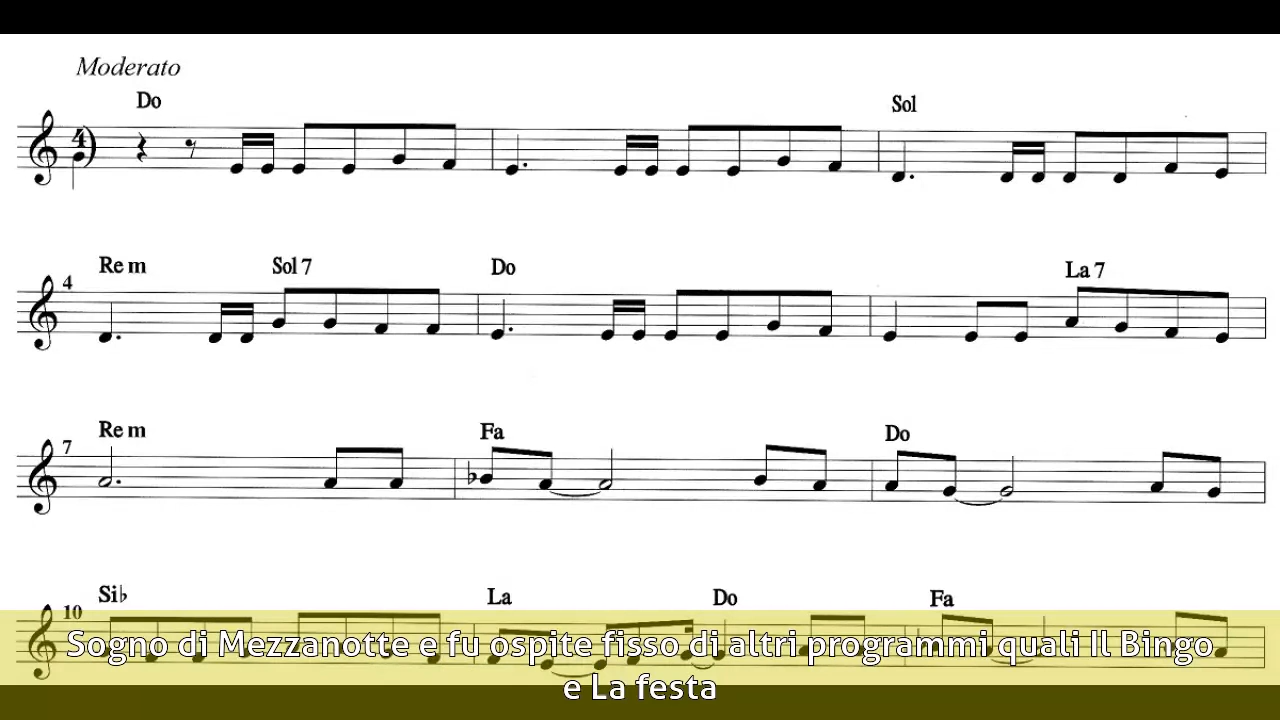 Moderato
Do Sol
4
4 Re m Sol 7 Do La 7
7 Re m Fa Do
10 Si♭ La Do Fa
Sogno di Mezzanotte e fu ospite fisso di altri programmi quali Il Bingo
e La festa